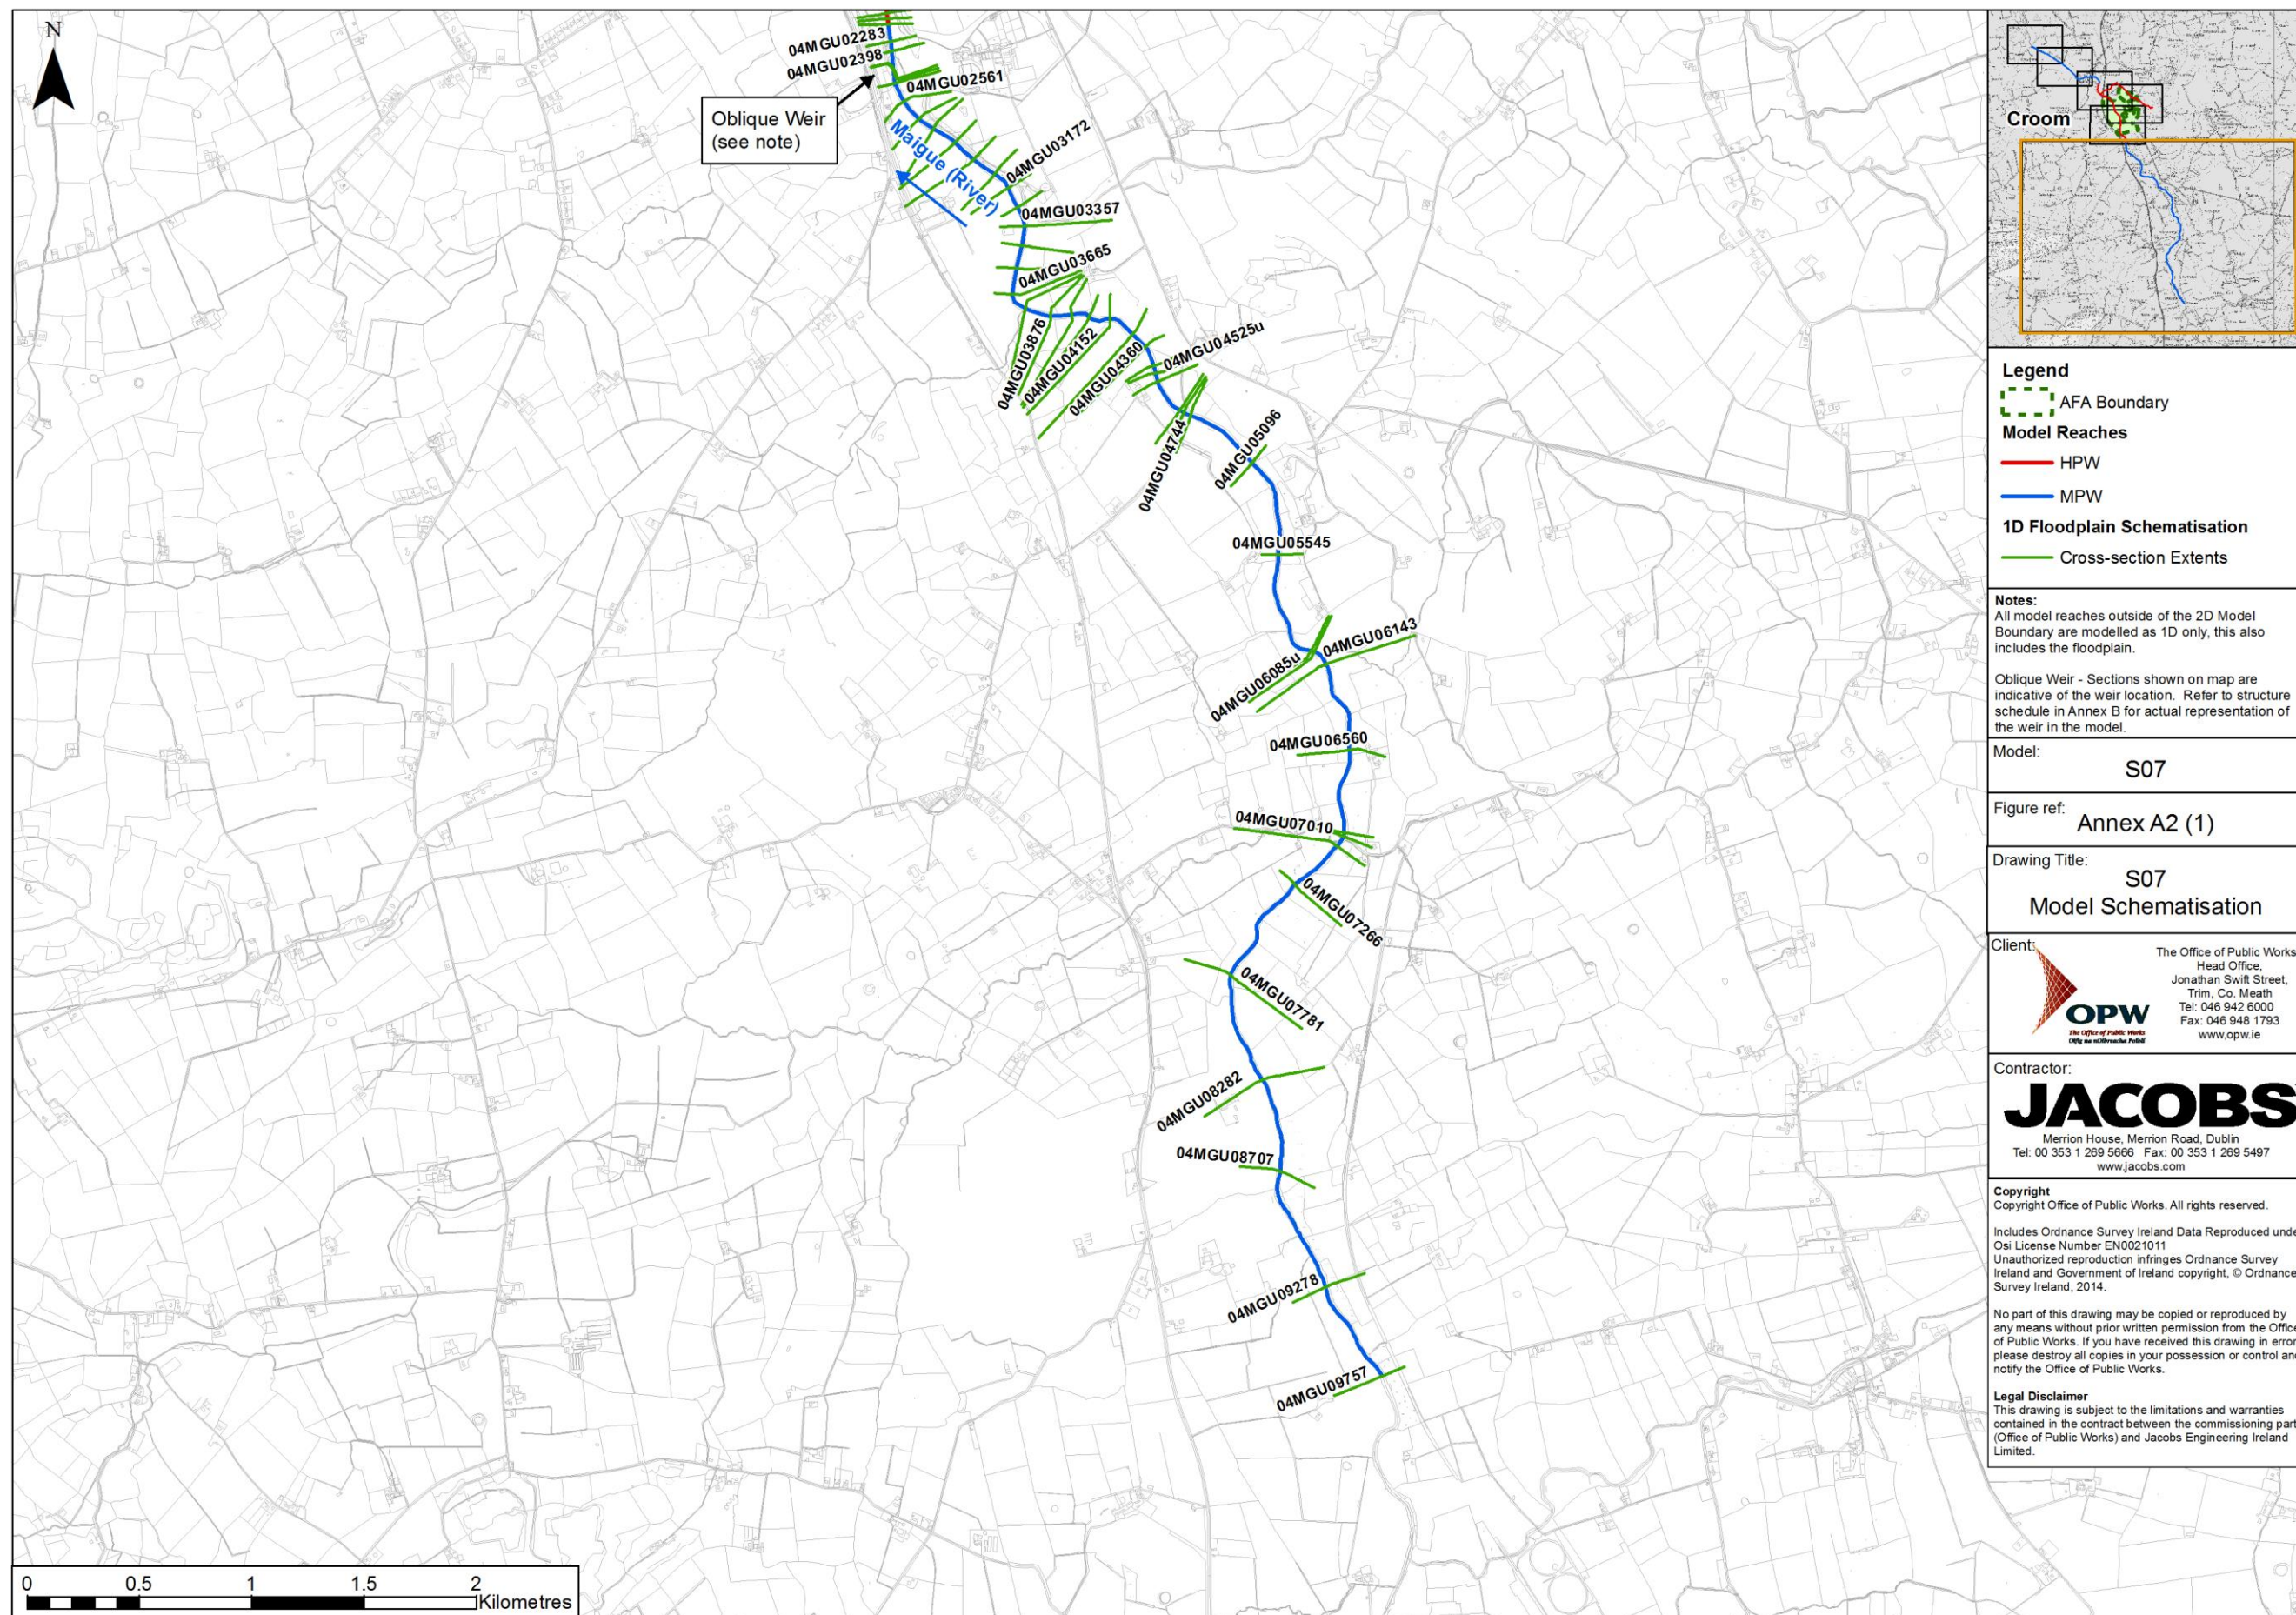 N
04MGU02283
04MGU02398
04MGU02561
Oblique Weir
(see note)
Maigue (River)
04MGU03172
04MGU03357
04MGU03665
04MGU03876
04MGU04152
04MGU04360
04MGU04525u
04MGU04744
04MGU05096
04MGU05545
04MGU06143
04MGU06085u
04MGU06560
04MGU07010
04MGU07266
04MGU07781
04MGU08282
04MGU08707
04MGU09278
04MGU09757
0 0.5 1 1.5 2
Kilometres
Croom
Legend
AFA Boundary
Model Reaches
HPW
MPW
1D Floodplain Schematisation
Cross-section Extents
Notes:
All model reaches outside of the 2D Model
Boundary are modelled as 1D only, this also
includes the floodplain.
Oblique Weir - Sections shown on map are
indicative of the weir location. Refer to structure
schedule in Annex B for actual representation of
the weir in the model.
Model:
S07
Figure ref:
Annex A2 (1)
Drawing Title:
S07
Model Schematisation
Client:
OPW
The Office of Public Works
Oifig na nOibreacha Poiblí
The Office of Public Works
Head Office,
Jonathan Swift Street,
Trim, Co. Meath
Tel: 046 942 6000
Fax: 046 948 1793
www.opw.ie
Contractor:
JACOBS
Merrion House, Merrion Road, Dublin
Tel: 00 353 1 269 5666 Fax: 00 353 1 269 5497
www.jacobs.com
Copyright
Copyright Office of Public Works. All rights reserved.
Includes Ordnance Survey Ireland Data Reproduced unde
Osi License Number EN0021011
Unauthorized reproduction infringes Ordnance Survey
Ireland and Government of Ireland copyright, © Ordnance
Survey Ireland, 2014.
No part of this drawing may be copied or reproduced by
any means without prior written permission from the Office
of Public Works. If you have received this drawing in error
please destroy all copies in your possession or control and
notify the Office of Public Works.
Legal Disclaimer
This drawing is subject to the limitations and warranties
contained in the contract between the commissioning part
(Office of Public Works) and Jacobs Engineering Ireland
Limited.